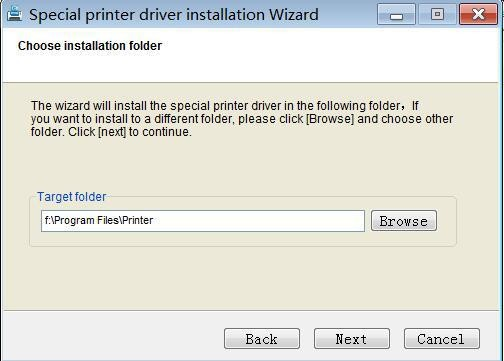 Special printer driver installation Wizard
Choose installation folder
The wizard will install the special printer driver in the following folder，If
you want to install to a different folder, please click [Browse] and choose other
folder. Click [next] to continue.
Target folder
f:\Program Files\Printer
Browse
Back Next Cancel